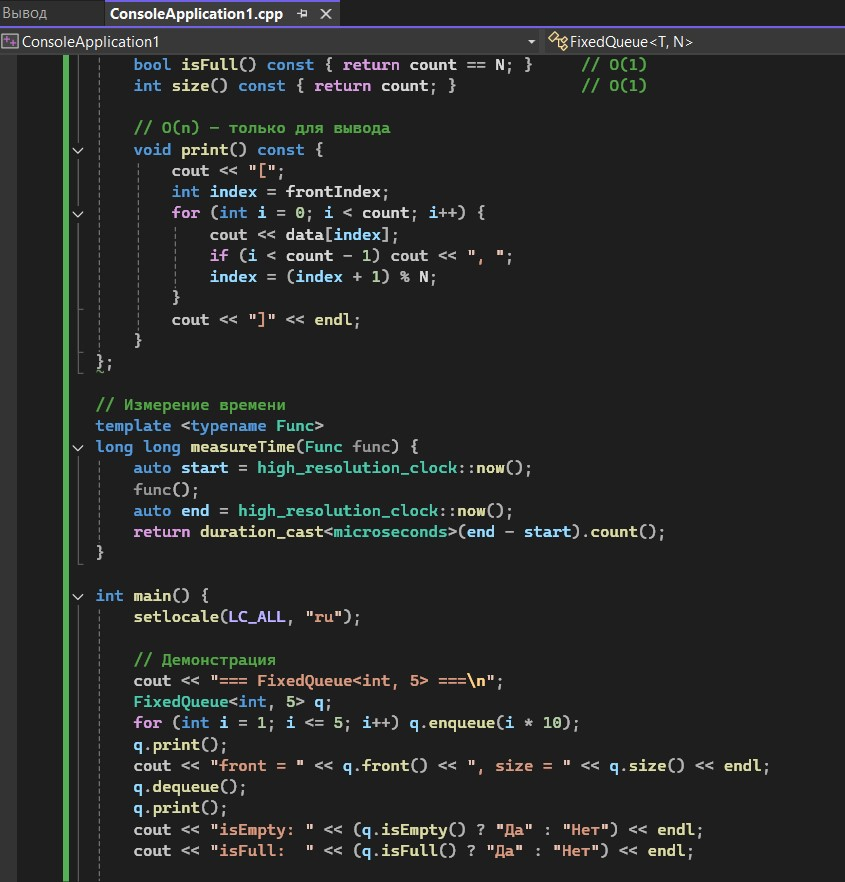 Вывод
ConsoleApplication1.cpp
ConsoleApplication1
FixedQueue<T, N>
bool isFull() const { return count == N; } // O(1)
int size() const { return count; } // O(1)
// O(n) — только для вывода
void print() const {
cout << "[";
int index = frontIndex;
for (int i = 0; i < count; i++) {
cout << data[index];
if (i < count - 1) cout << ", ";
index = (index + 1) % N;
}
cout << "]" << endl;
}
};
// Измерение времени
template <typename Func>
long long measureTime(Func func) {
auto start = high_resolution_clock::now();
func();
auto end = high_resolution_clock::now();
return duration_cast<microseconds>(end - start).count();
}
int main() {
setlocale(LC_ALL, "ru");
// Демонстрация
cout << "=== FixedQueue<int, 5> ===\n";
FixedQueue<int, 5> q;
for (int i = 1; i <= 5; i++) q.enqueue(i * 10);
q.print();
cout << "front = " << q.front() << ", size = " << q.size() << endl;
q.dequeue();
q.print();
cout << "isEmpty: " << (q.isEmpty() ? "Да" : "Нет") << endl;
cout << "isFull:  " << (q.isFull() ? "Да" : "Нет") << endl;